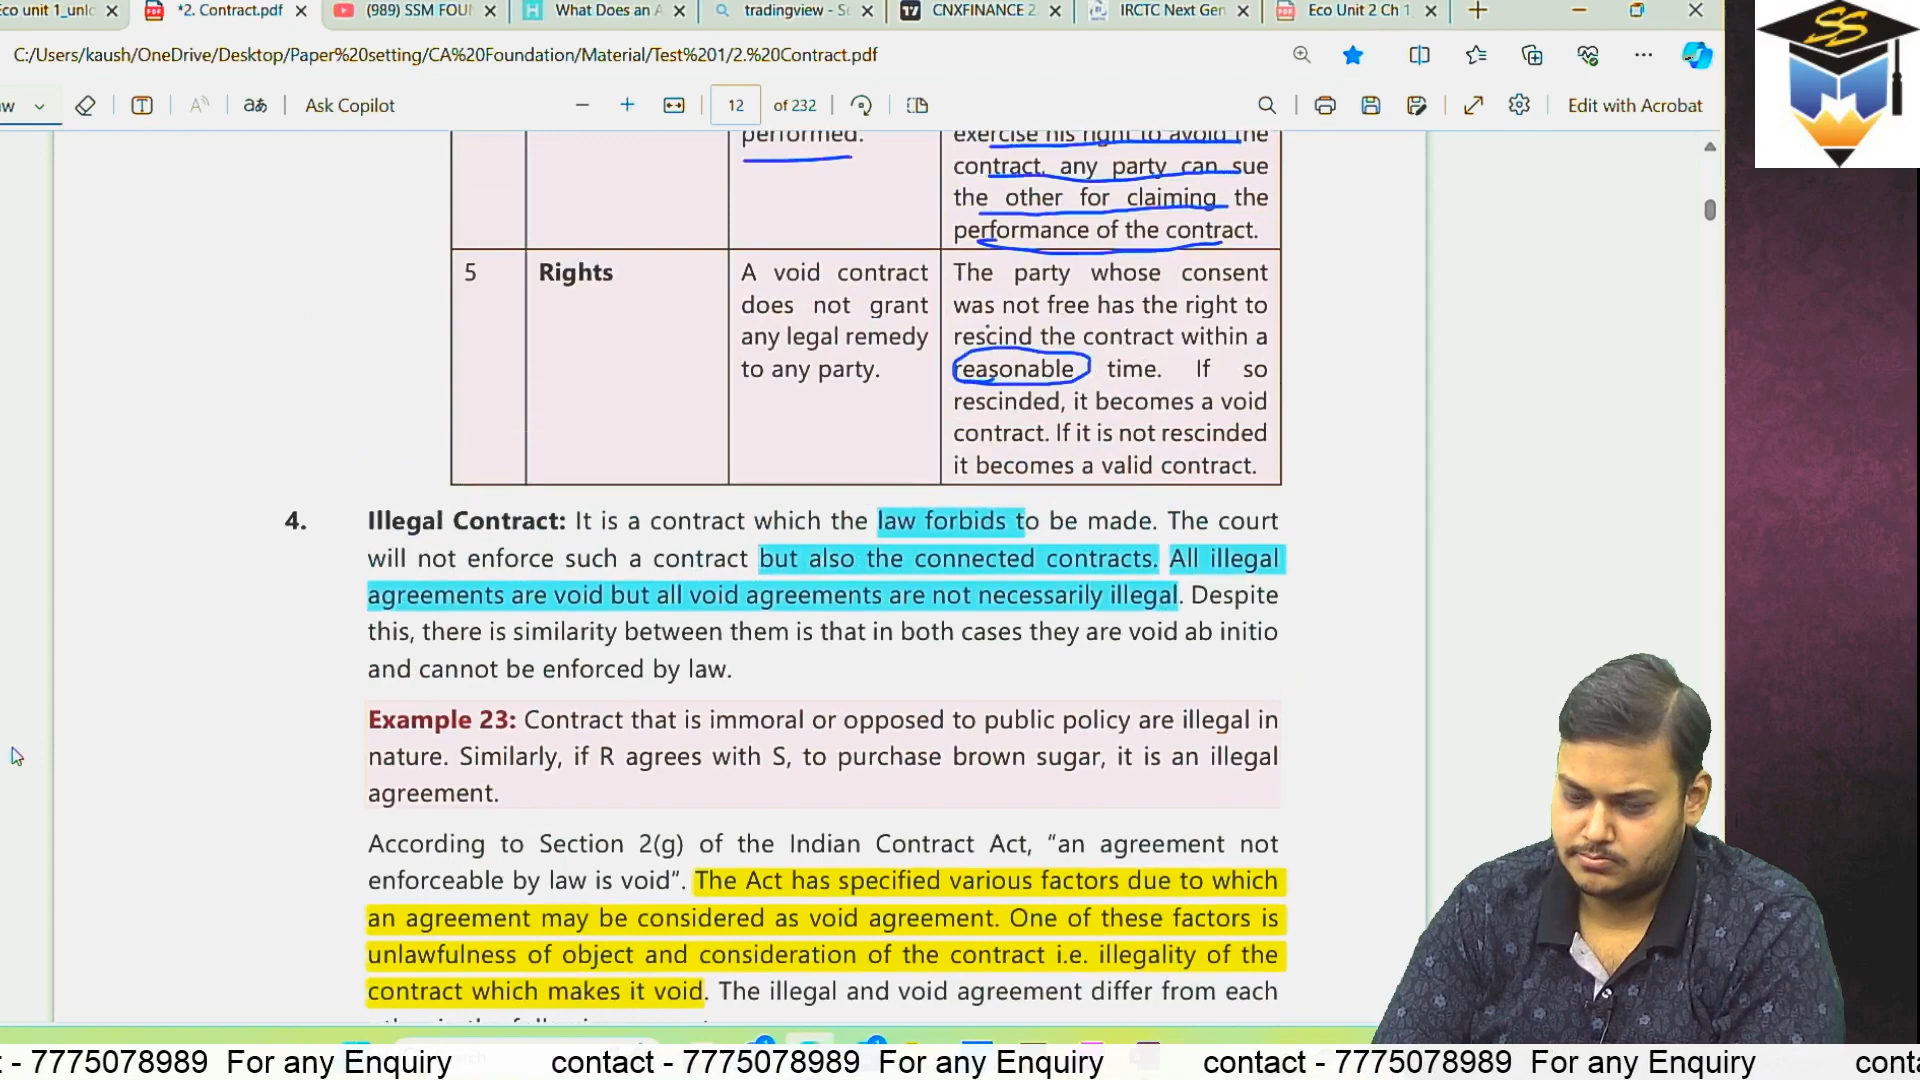 Eco unit 1_unlo
*2. Contract.pdf
(989) SSM FOUN
What Does an A
tradingview - Se
CNXFINANCE 2
IRCTC Next Gen
Eco Unit 2 Ch 1
C:/Users/kaush/OneDrive/Desktop/Paper%20setting/CA%20Foundation/Material/Test%201/2.%20Contract.pdf
aw
Ask Copilot
12 of 232
Edit with Acrobat
SS
performed.
exercise his right to avoid the
contract, any party can sue
the other for claiming the
performance of the contract.
5 Rights
A void contract
does not grant
any legal remedy
to any party.
The party whose consent
was not free has the right to
rescind the contract within a
reasonable time. If so
rescinded, it becomes a void
contract. If it is not rescinded
it becomes a valid contract.
4. Illegal Contract: It is a contract which the law forbids to be made. The court
will not enforce such a contract but also the connected contracts. All illegal
agreements are void but all void agreements are not necessarily illegal. Despite
this, there is similarity between them is that in both cases they are void ab initio
and cannot be enforced by law.
Example 23: Contract that is immoral or opposed to public policy are illegal in
nature. Similarly, if R agrees with S, to purchase brown sugar, it is an illegal
agreement.
According to Section 2(g) of the Indian Contract Act, “an agreement not
enforceable by law is void”. The Act has specified various factors due to which
an agreement may be considered as void agreement. One of these factors is
unlawfulness of object and consideration of the contract i.e. illegality of the
contract which makes it void. The illegal and void agreement differ from each
t - 7775078989 For any Enquiry contact - 7775078989 For any Enquiry contact - 7775078989 For any Enquiry conta